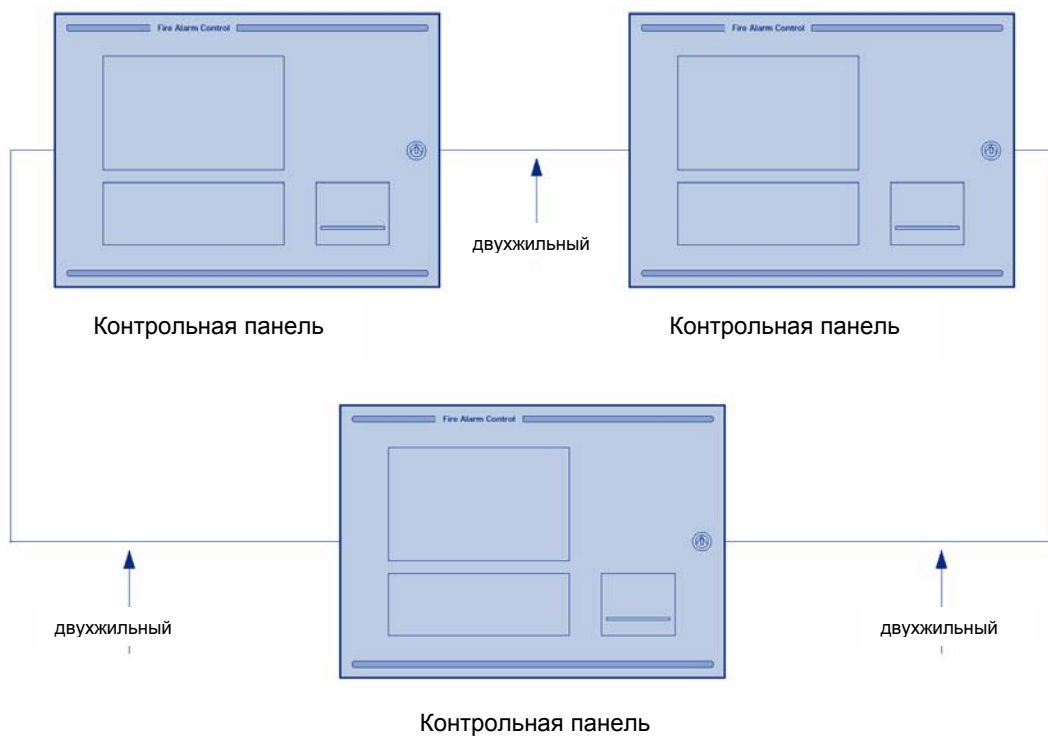 Fire Alarm Control
Fire Alarm Control
двухжильный
Контрольная панель
Контрольная панель
Fire Alarm Control
двухжильный
двухжильный
Контрольная панель